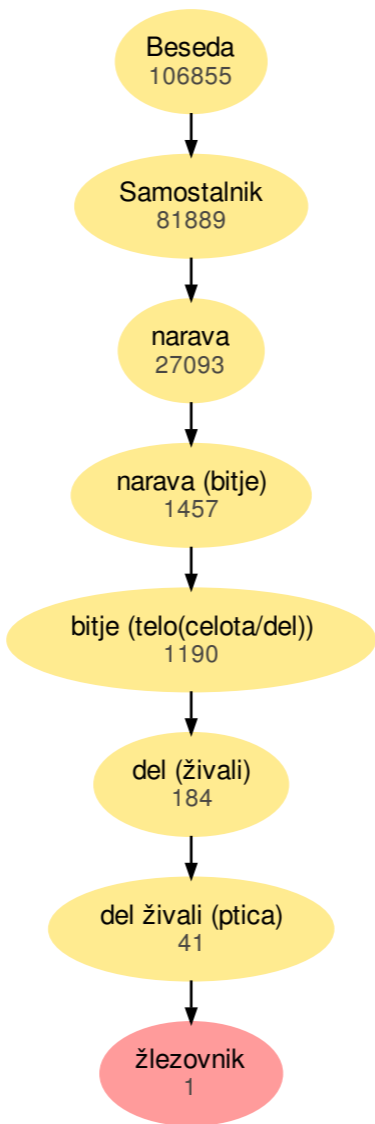 Beseda
106855
Samostalnik
81889
narava
27093
narava (bitje)
1457
bitje (telo(celota/del))
1190
del (živali)
184
del živali (ptica)
41
žlezovnik
1